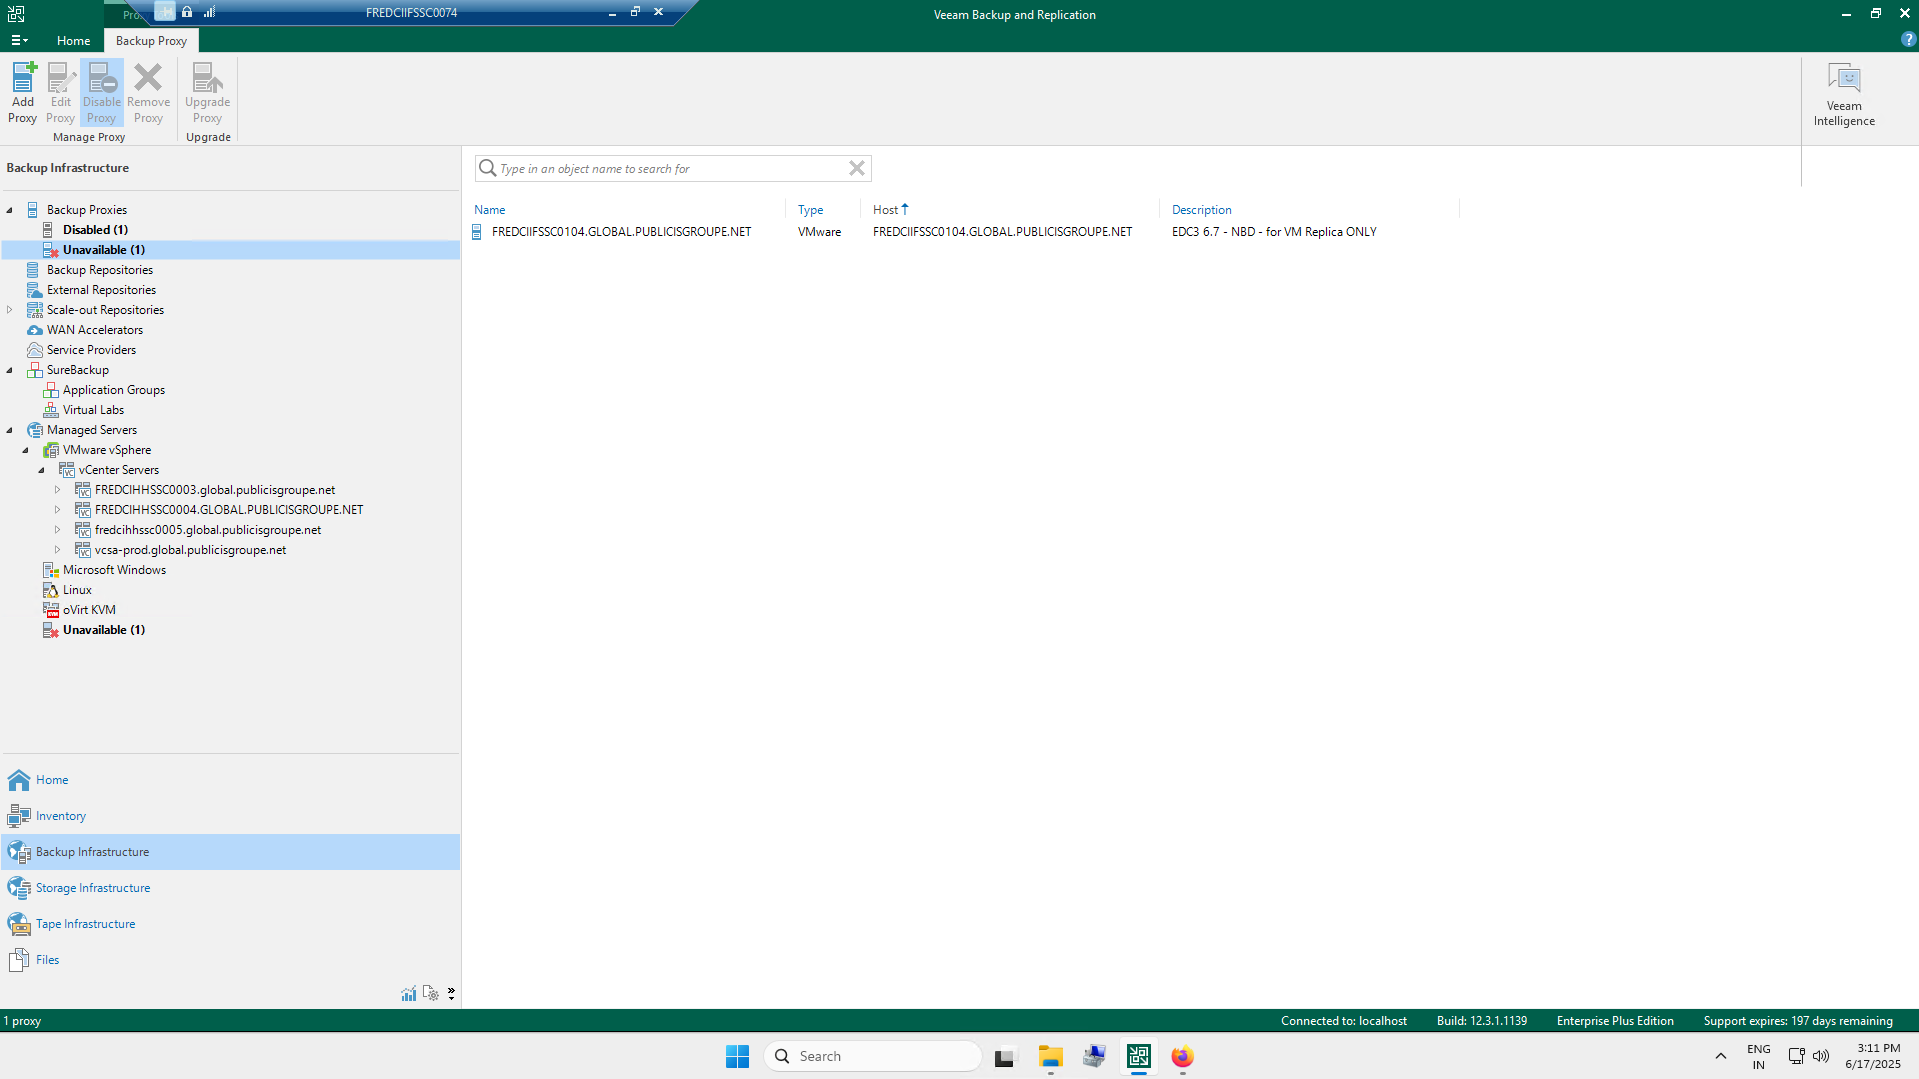 FREDCIIFSSC0074
Veeam Backup and Replication
Home
Backup Proxy
Add Proxy
Edit Proxy
Disable Proxy
Remove Proxy
Upgrade Proxy
Manage Proxy
Upgrade
Veeam Intelligence
Backup Infrastructure
Type in an object name to search for
Backup Proxies
Disabled (1)
Unavailable (1)
Backup Repositories
External Repositories
Scale-out Repositories
WAN Accelerators
Service Providers
SureBackup
Application Groups
Virtual Labs
Managed Servers
VMware vSphere
vCenter Servers
FREDCIHHSSC0003.global.publicisgroupe.net
FREDCIHHSSC0004.GLOBAL.PUBLICISGROUPE.NET
fredcihhssc0005.global.publicisgroupe.net
vcsa-prod.global.publicisgroupe.net
Microsoft Windows
Linux
oVirt KVM
Unavailable (1)
Name Type Host Description
FREDCIIFSSC0104.GLOBAL.PUBLICISGROUPE.NET VMware FREDCIIFSSC0104.GLOBAL.PUBLICISGROUPE.NET EDC3 6.7 - NBD - for VM Replica ONLY
Home
Inventory
Backup Infrastructure
Storage Infrastructure
Tape Infrastructure
Files
1 proxy
Connected to: localhost
Build: 12.3.1.1139
Enterprise Plus Edition
Support expires: 197 days remaining
Search
ENG
IN
3:11 PM
6/17/2025